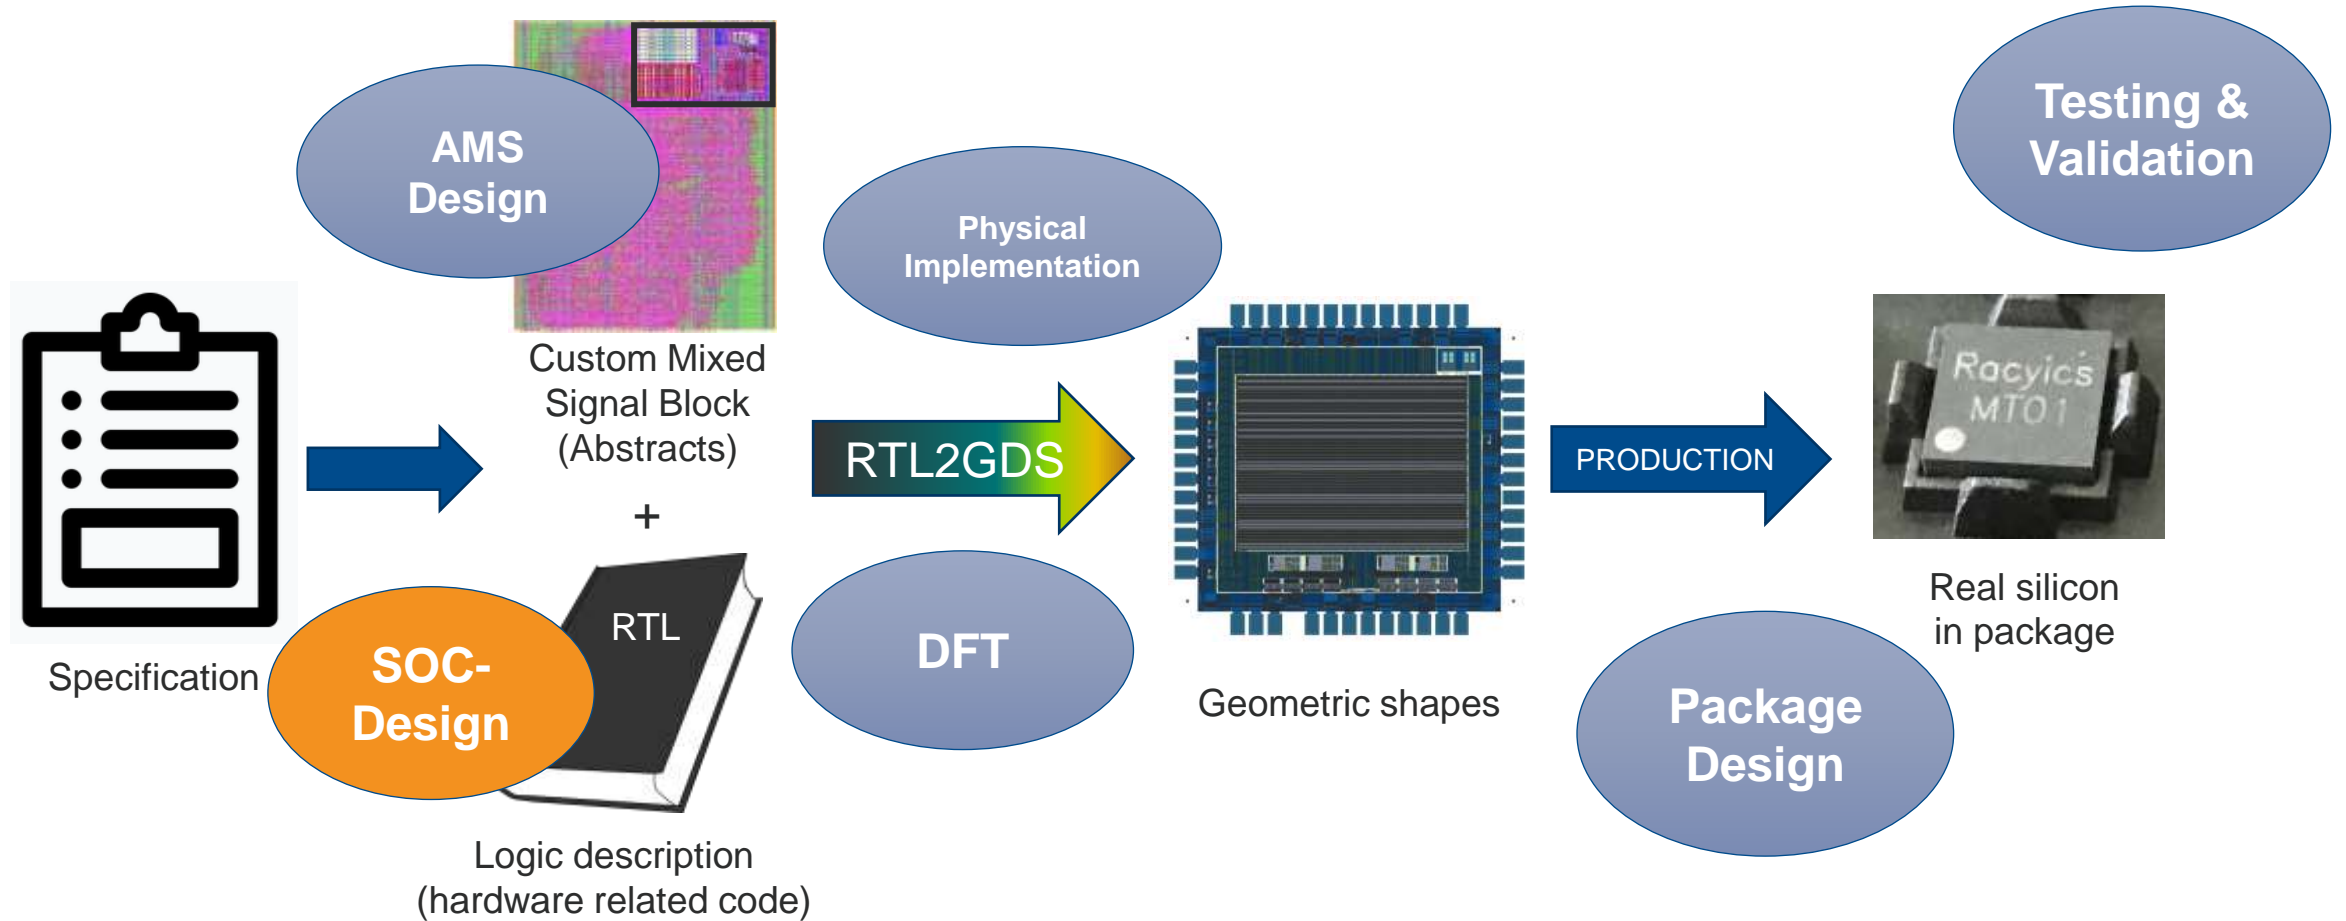 AMS
Design
Testing &
Validation
Physical
Implementation
Custom Mixed
Signal Block
(Abstracts)
+
RTL2GDS
PRODUCTION
Racyics
MT01
Specification
SOC-
Design
RTL
DFT
Geometric shapes
Real silicon
in package
Package
Design
Logic description
(hardware related code)